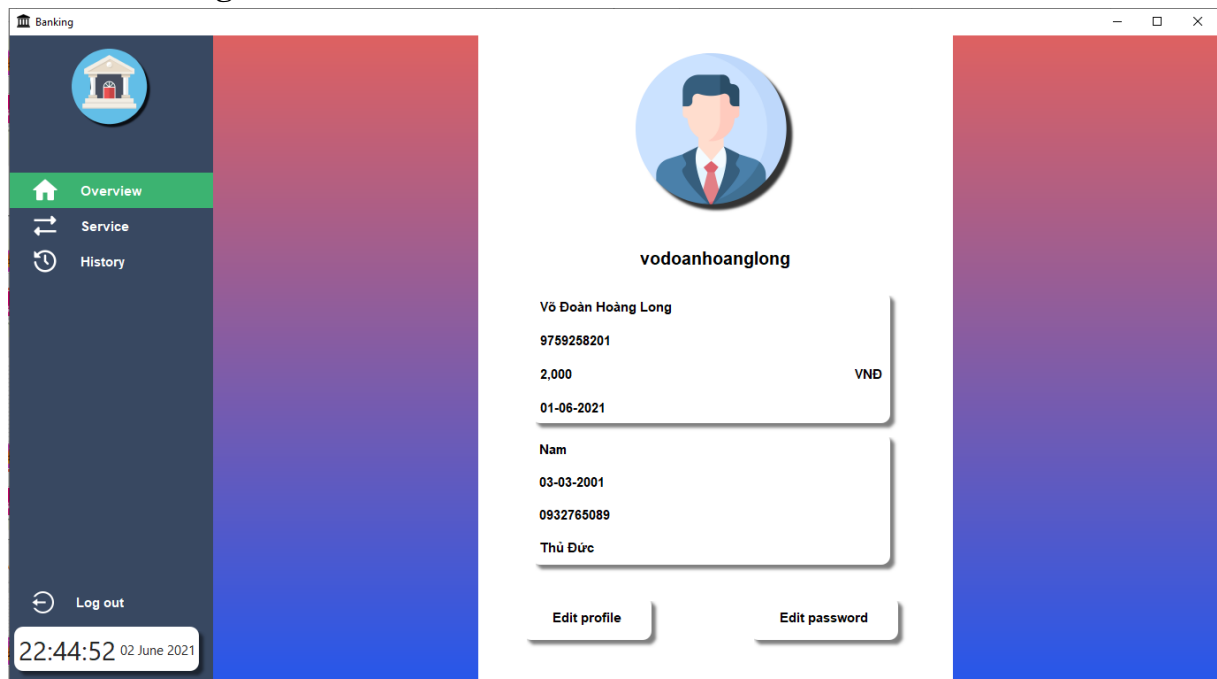 Banking
Overview
Service
History
Log out
22:44:52 02 June 2021
vodoanhoanglong
Võ Đoàn Hoàng Long
9759258201
2,000 VNĐ
01-06-2021
Nam
03-03-2001
0932765089
Thủ Đức
Edit profile
Edit password